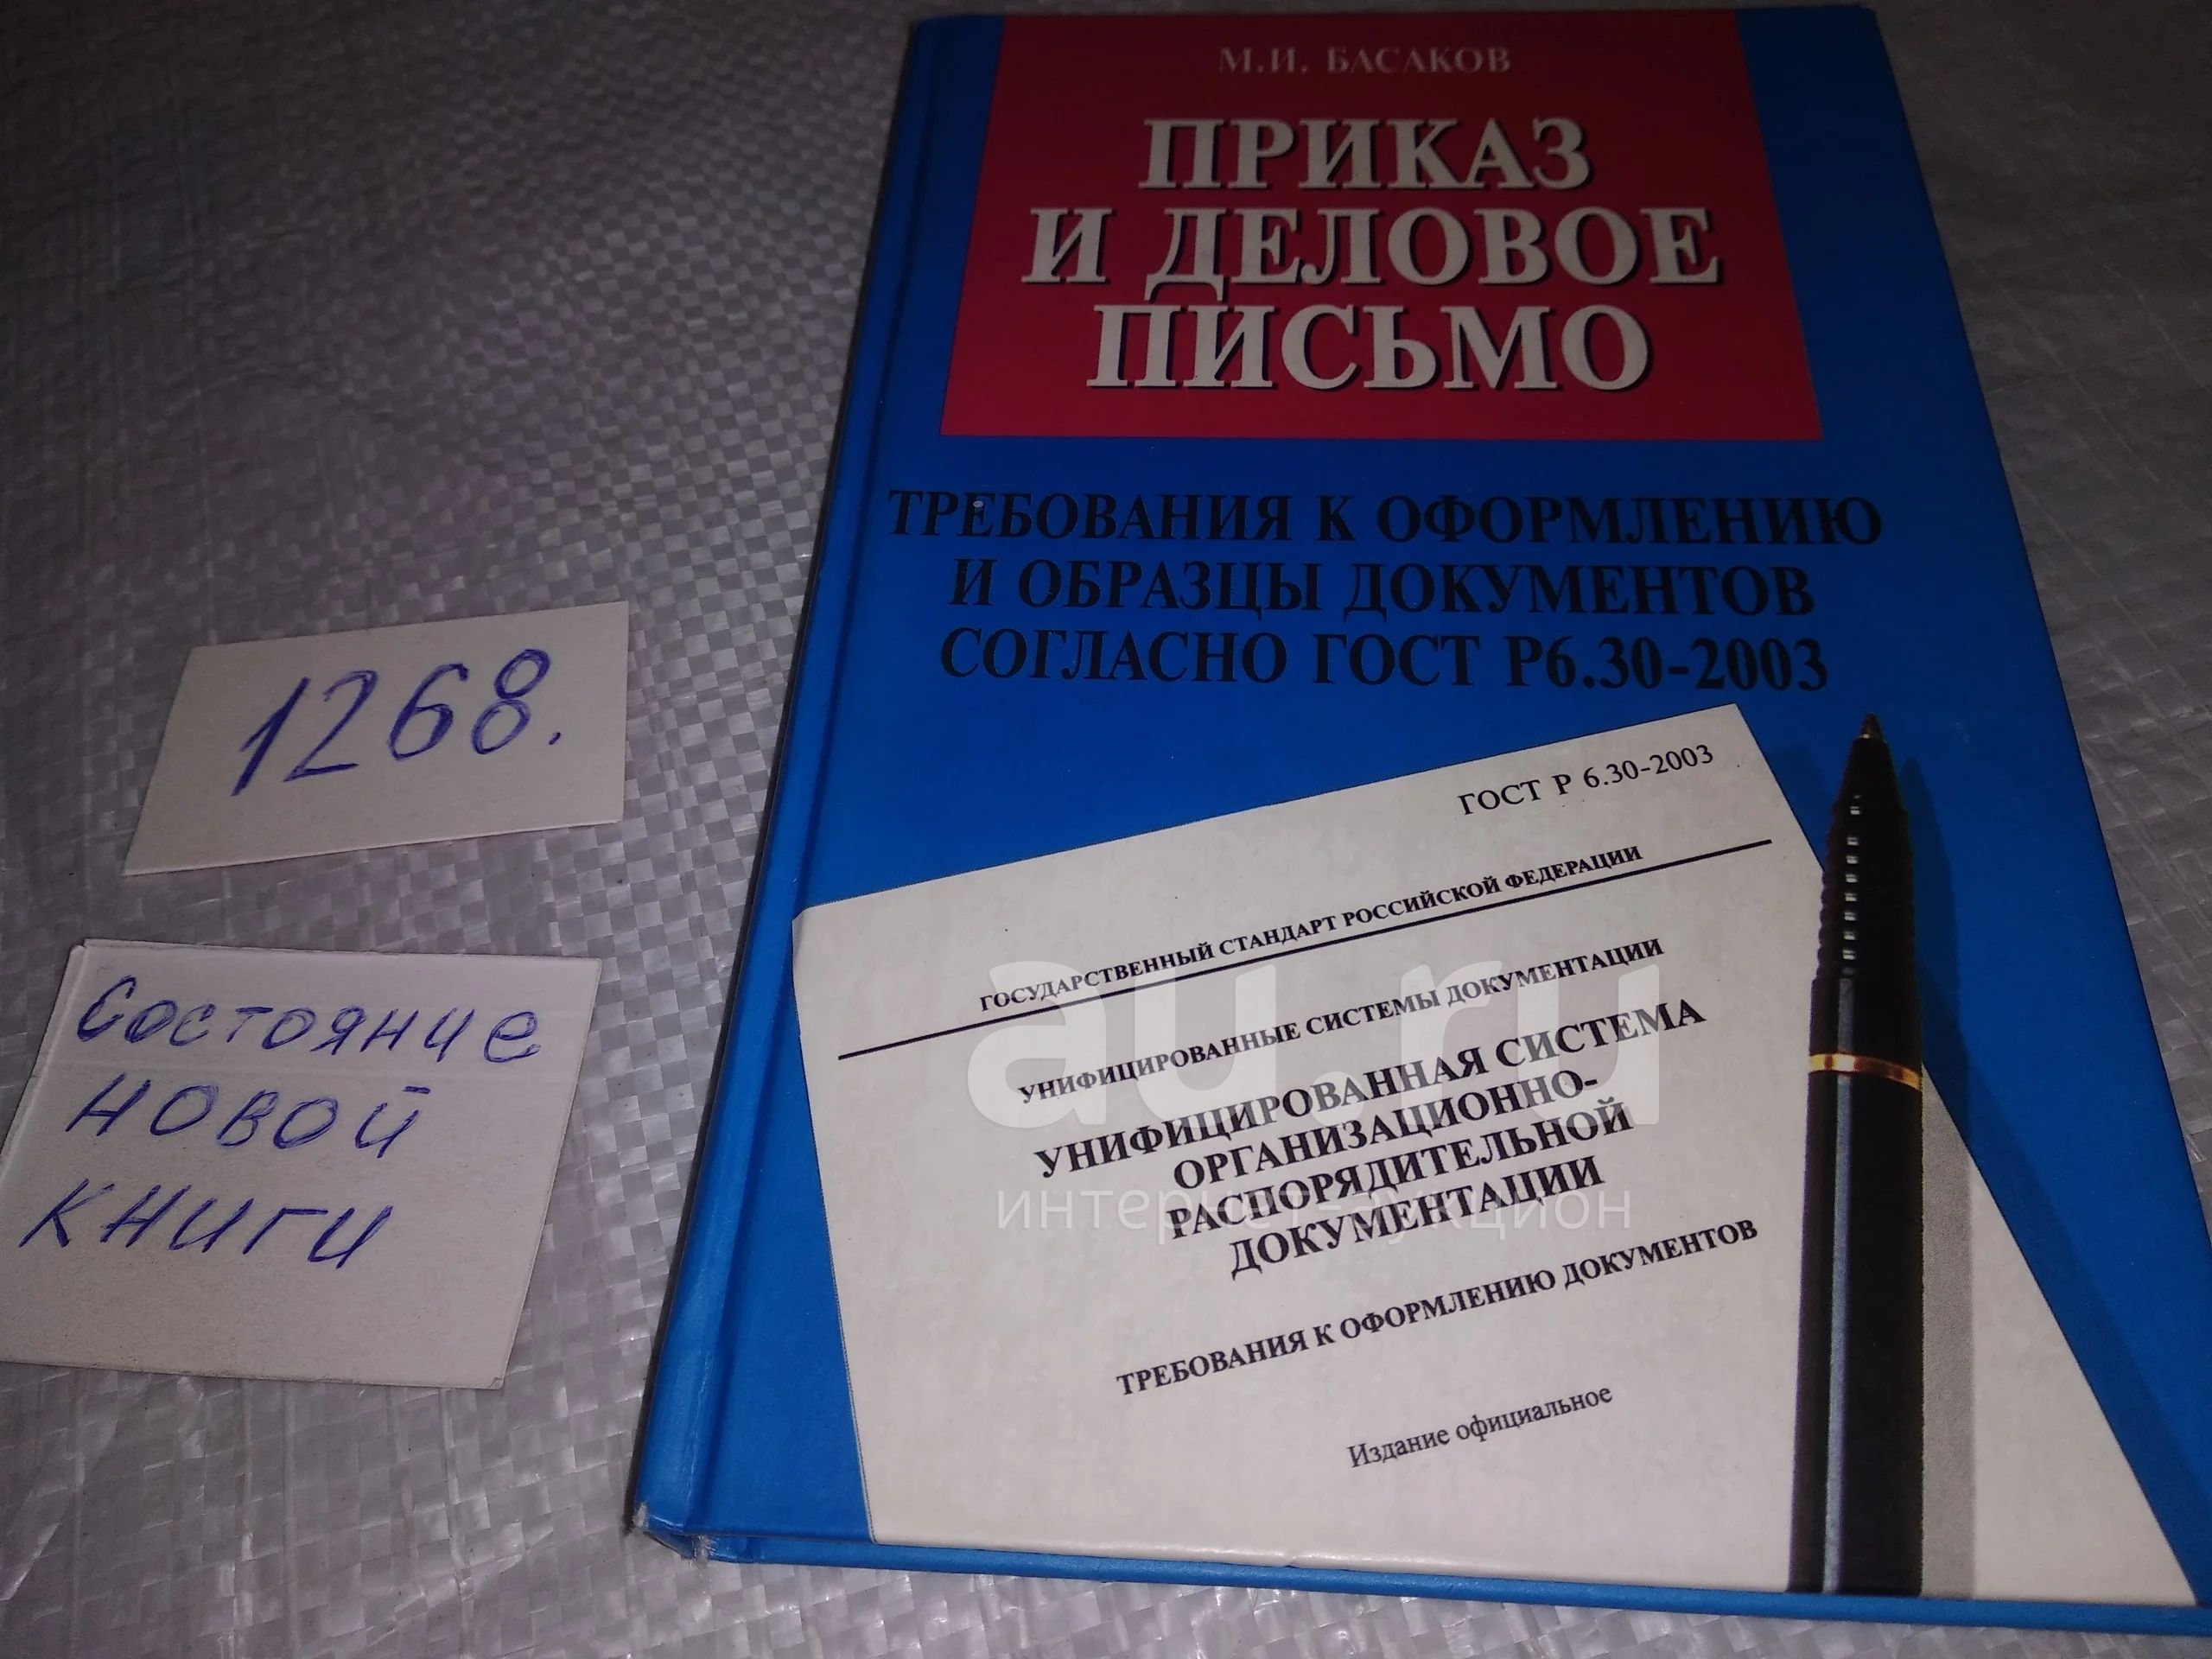 М.И. БАСАКОВ
ПРИКАЗ
И ДЕЛОВОЕ
ПИСЬМО
ТРЕБОВАНИЯ К ОФОРМЛЕНИЮ
И ОБРАЗЦЫ ДОКУМЕНТОВ
СОГЛАСНО ГОСТ Р6.30-2003
ГОСТ Р 6.30-2003
ГОСУДАРСТВЕННЫЙ СТАНДАРТ РОССИЙСКОЙ ФЕДЕРАЦИИ
УНИФИЦИРОВАННЫЕ СИСТЕМЫ ДОКУМЕНТАЦИИ
УНИФИЦИРОВАННАЯ СИСТЕМА
ОРГАНИЗАЦИОННО-
РАСПОРЯДИТЕЛЬНОЙ
ДОКУМЕНТАЦИИ
ТРЕБОВАНИЯ К ОФОРМЛЕНИЮ ДОКУМЕНТОВ
Издание официальное
1268.
Состояние
новой
книги
au.ru
интернет-аукцион